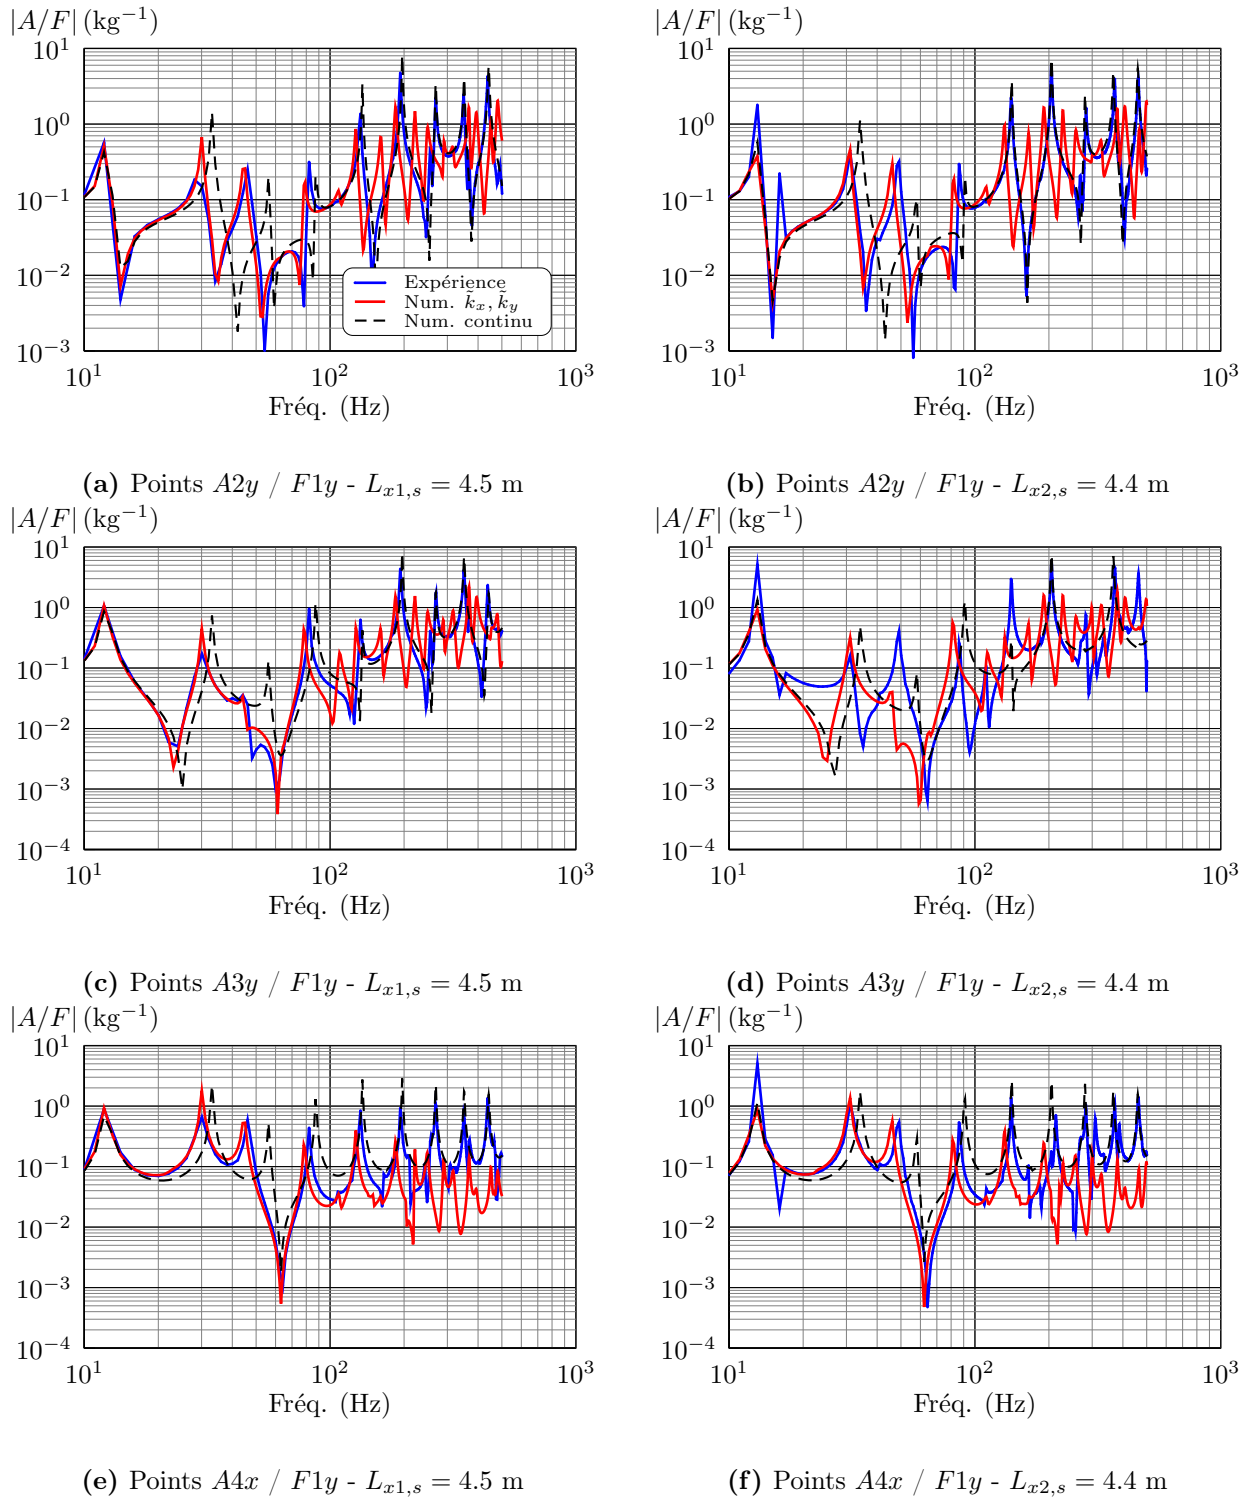 |A/F| (kg⁻¹)
10¹
10⁰
10⁻¹
10⁻²
10⁻³
10¹ 10² 10³
Fréq. (Hz)
Expérience
Num. k̃ₓ, k̃ᵧ
Num. continu
(a) Points A2y / F1y - Lₓ₁,ₛ = 4.5 m
|A/F| (kg⁻¹)
10¹
10⁰
10⁻¹
10⁻²
10⁻³
10¹ 10² 10³
Fréq. (Hz)
(b) Points A2y / F1y - Lₓ₂,ₛ = 4.4 m
|A/F| (kg⁻¹)
10¹
10⁰
10⁻¹
10⁻²
10⁻³
10⁻⁴
10¹ 10² 10³
Fréq. (Hz)
(c) Points A3y / F1y - Lₓ₁,ₛ = 4.5 m
|A/F| (kg⁻¹)
10¹
10⁰
10⁻¹
10⁻²
10⁻³
10⁻⁴
10¹ 10² 10³
Fréq. (Hz)
(d) Points A3y / F1y - Lₓ₂,ₛ = 4.4 m
|A/F| (kg⁻¹)
10¹
10⁰
10⁻¹
10⁻²
10⁻³
10⁻⁴
10¹ 10² 10³
Fréq. (Hz)
(e) Points A4x / F1y - Lₓ₁,ₛ = 4.5 m
|A/F| (kg⁻¹)
10¹
10⁰
10⁻¹
10⁻²
10⁻³
10⁻⁴
10¹ 10² 10³
Fréq. (Hz)
(f) Points A4x / F1y - Lₓ₂,ₛ = 4.4 m